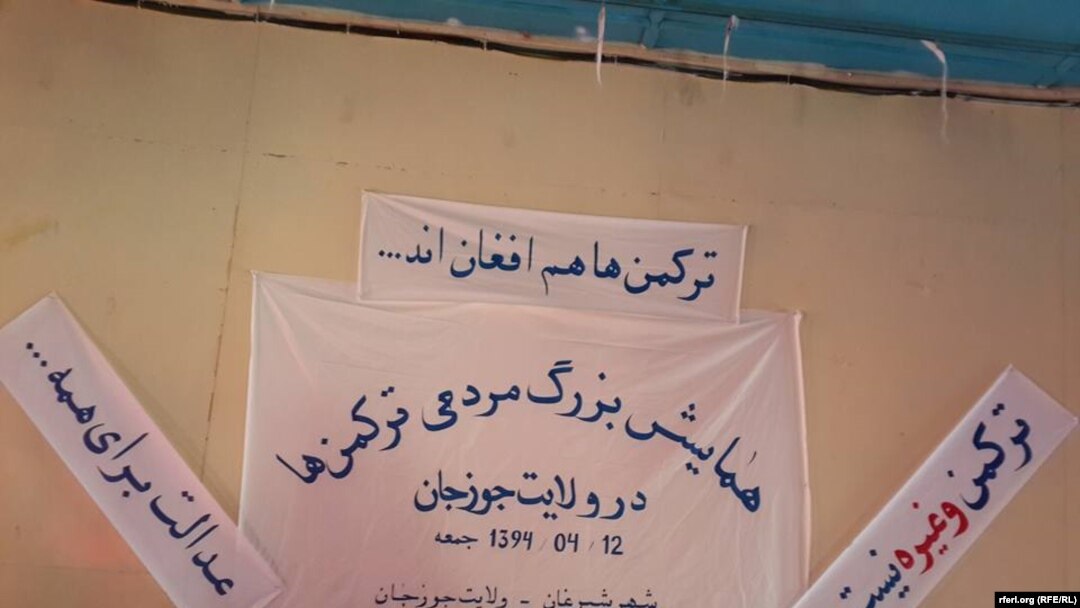 ترکمن ها هم افغان اند...
همایش بزرگ مردمی ترکمن ها
در ولایت جوزجان
جمعه 12 / 04 / 1394
شهر شبرغان - ولایت جوزجان
عدالت برای همه...
ترکمن وغیره نیست
rferl.org (RFE/RL)